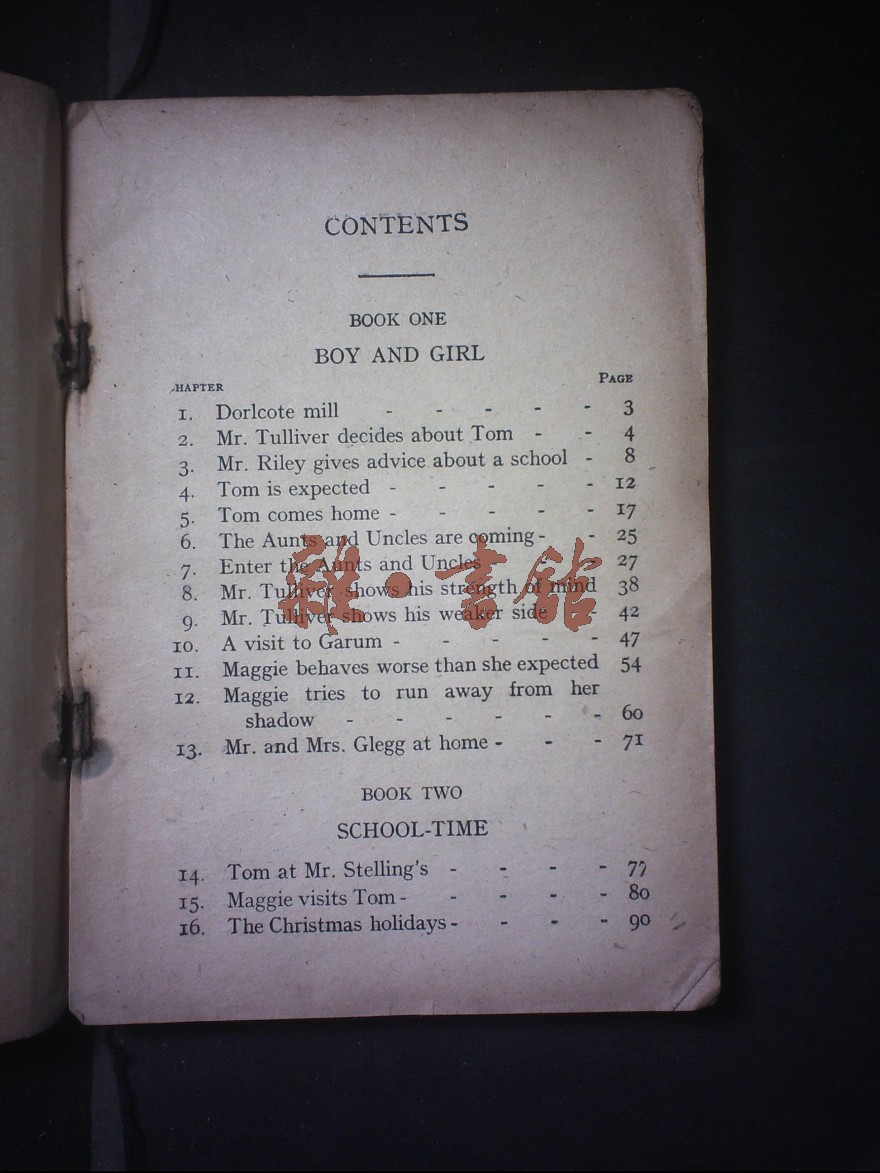 CONTENTS
BOOK ONE
BOY AND GIRL
HAPTER PAGE
1. Dorlcote mill - - - - - 3
2. Mr. Tulliver decides about Tom - - 4
3. Mr. Riley gives advice about a school - 8
4. Tom is expected - - - - - 12
5. Tom comes home - - - - - 17
6. The Aunts and Uncles are coming - - 25
7. Enter the Aunts and Uncles - - 27
8. Mr. Tulliver shows his strength of mind 38
9. Mr. Tulliver shows his weaker side - 42
10. A visit to Garum - - - - - 47
11. Maggie behaves worse than she expected 54
12. Maggie tries to run away from her
shadow - - - - - - 60
13. Mr. and Mrs. Glegg at home - - - 71
雜·書館
BOOK TWO
SCHOOL-TIME
14. Tom at Mr. Stelling's - - - - 77
15. Maggie visits Tom - - - - - 80
16. The Christmas holidays - - - - 90